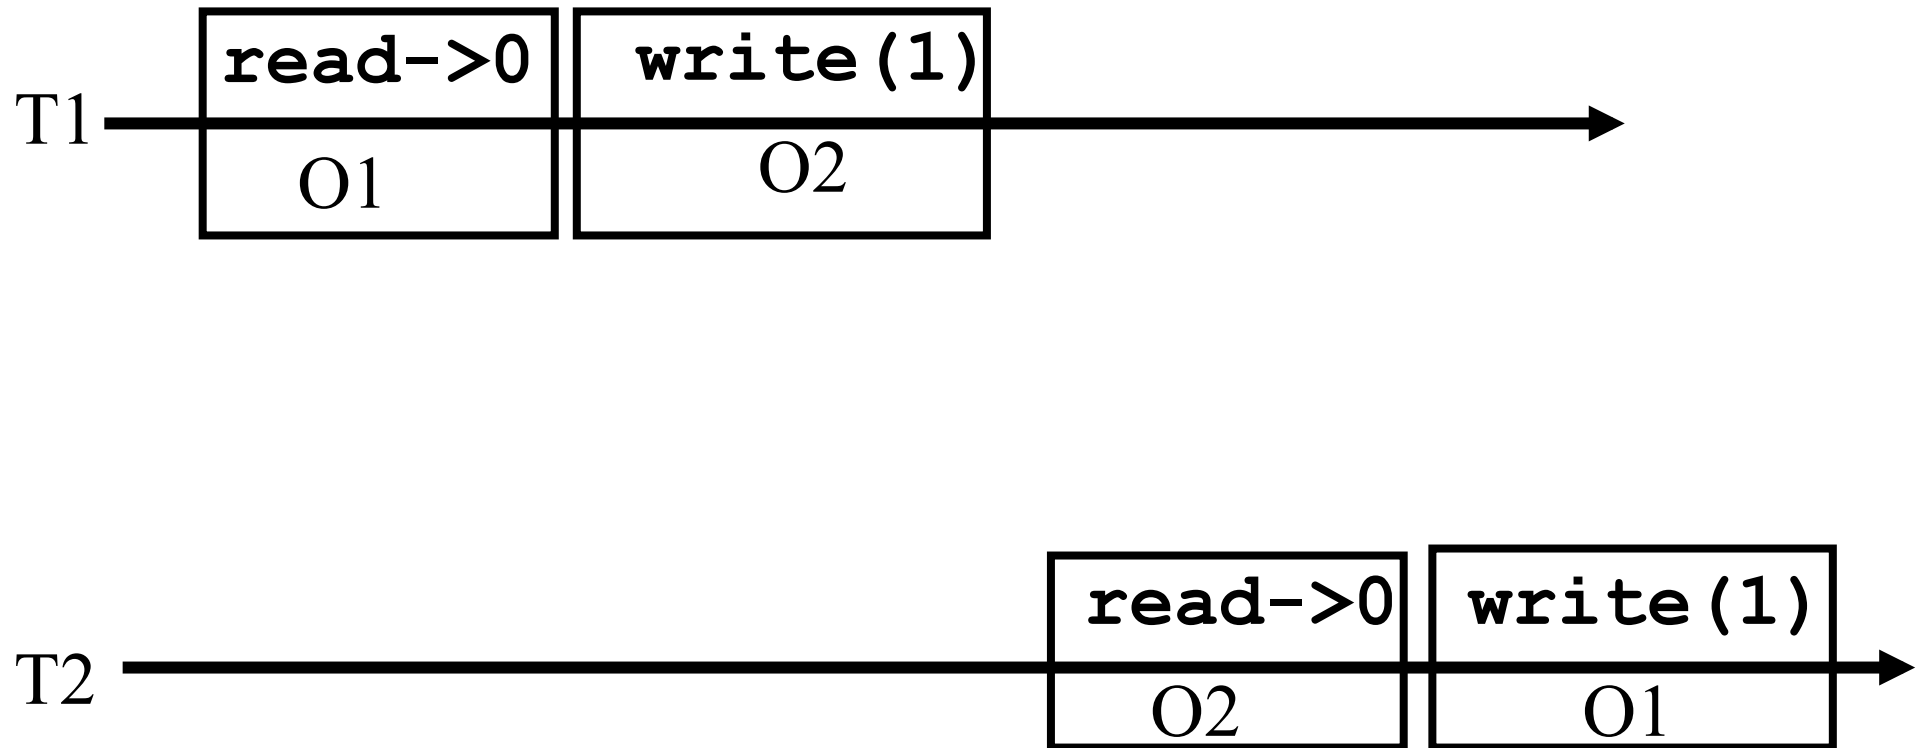 read->0 write(1)
T1
O1 O2
read->0 write(1)
T2
O2 O1